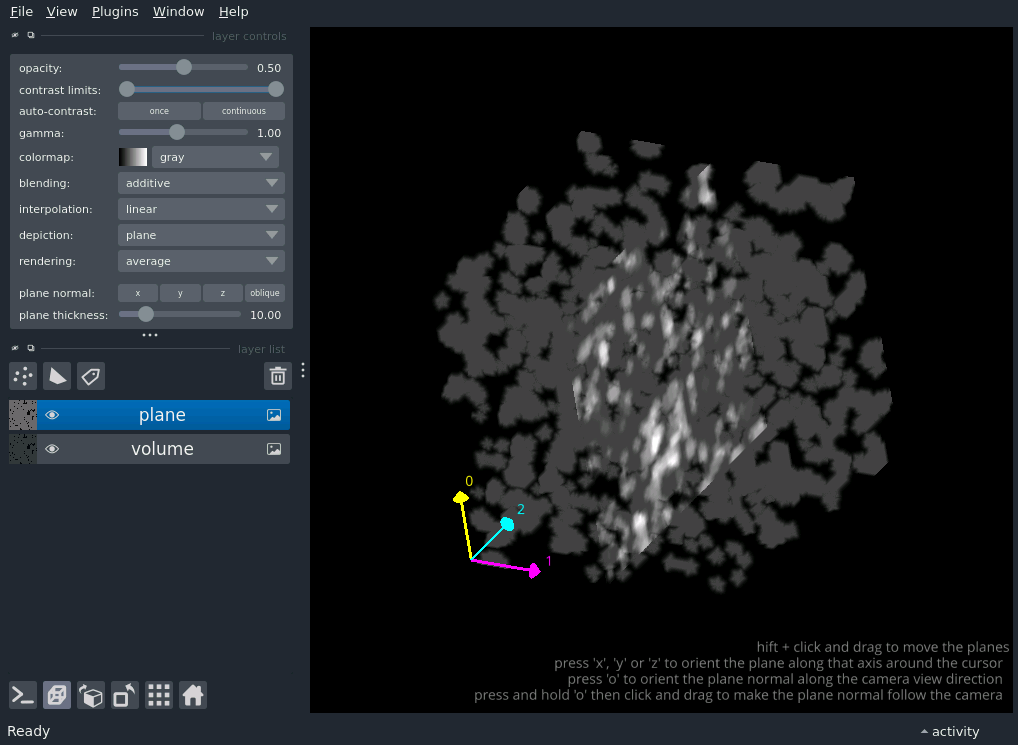 File View Plugins Window Help
layer controls
opacity: 0.50
contrast limits:
auto-contrast: once continuous
gamma: 1.00
colormap: gray
blending: additive
interpolation: linear
depiction: plane
rendering: average
plane normal: x y z oblique
plane thickness: 10.00
layer list
plane
volume
0
2
1
hift + click and drag to move the planes
press 'x', 'y' or 'z' to orient the plane along that axis around the cursor
press 'o' to orient the plane normal along the camera view direction
press and hold 'o' then click and drag to make the plane normal follow the camera
Ready activity